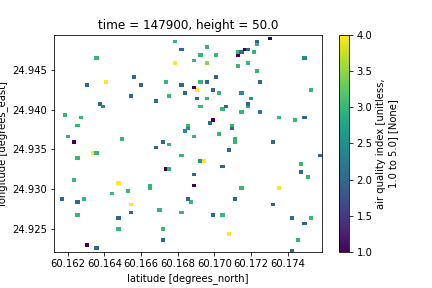 time = 147900, height = 50.0
24.945
24.940
24.935
24.930
24.925
longitude [degrees_east]
60.162 60.164 60.166 60.168 60.170 60.172 60.174
latitude [degrees_north]
4.0
3.5
3.0
2.5
2.0
1.5
1.0
air quality index [unitless,
1.0 to 5.0] [None]